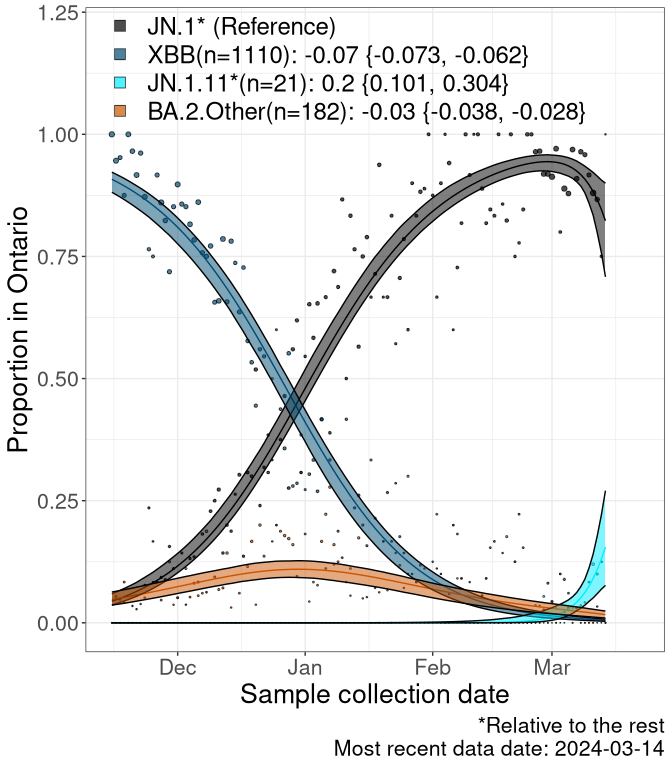 1.25
JN.1* (Reference)
XBB(n=1110): -0.07 {-0.073, -0.062}
JN.1.11*(n=21): 0.2 {0.101, 0.304}
BA.2.Other(n=182): -0.03 {-0.038, -0.028}
1.00
0.75
0.50
0.25
0.00
Proportion in Ontario
Dec Jan Feb Mar
Sample collection date
*Relative to the rest
Most recent data date: 2024-03-14